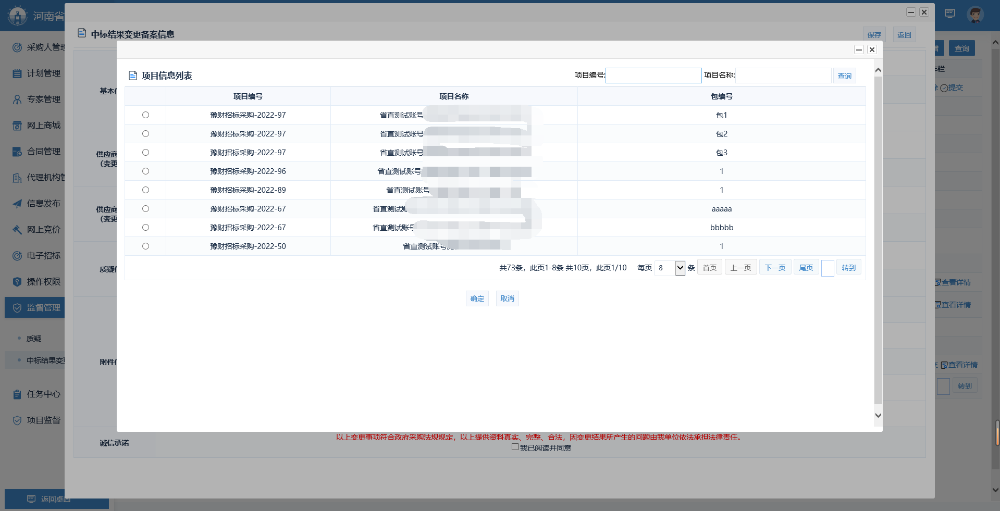 河南省
中标结果变更备案信息
保存
返回
查询
采购人管理
计划管理
专家管理
网上商城
合同管理
代理机构管
信息发布
网上竞价
电子招标
操作权限
监督管理
质疑
中标结果变
任务中心
项目监督
返回桌面
项目信息列表
项目编号:
项目名称:
查询
项目编号 项目名称 包编号
豫财招标采购-2022-97 省直测试账号 包1
豫财招标采购-2022-97 省直测试账号 包2
豫财招标采购-2022-97 省直测试账号 包3
豫财招标采购-2022-96 省直测试账号 1
豫财招标采购-2022-89 省直测试账号 1
豫财招标采购-2022-67 省直测试 aaaaa
豫财招标采购-2022-67 省直测试账号 bbbbb
豫财招标采购-2022-50 省直测试账号 1
共73条，此页1-8条 共10页，此页1/10 每页 8 条 首页 上一页 下一页 尾页 转到
确定
取消
基本
供应商
(变更
供应商
(变更
质疑
附件
诚信承诺
以上变更事项符合政府采购法规规定，以上提供资料真实、完整、合法，因变更结果所产生的问题由我单位依法承担法律责任。
我已阅读并同意
栏
提交
查看详情
查看详情
查看详情
转到